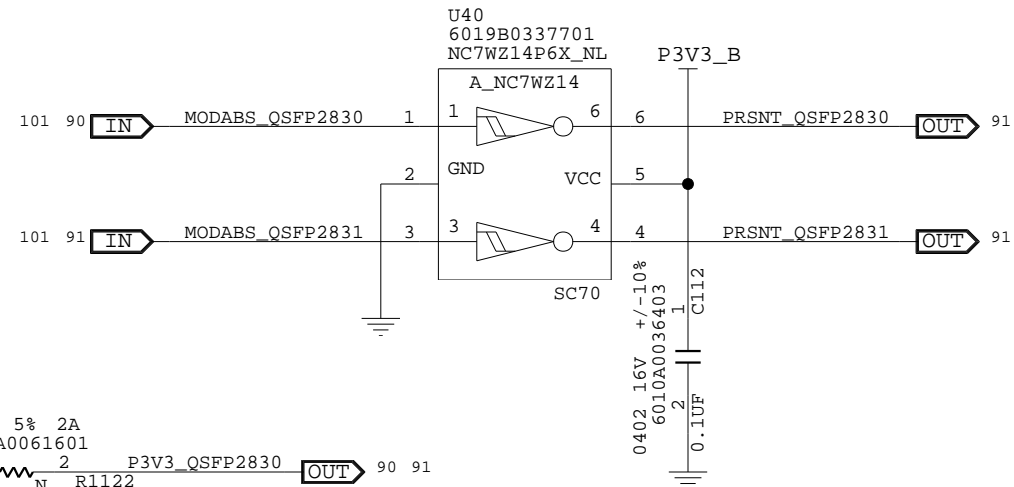 U40
6019B0337701
NC7WZ14P6X_NL
P3V3_B
A_NC7WZ14
101 90 IN MODABS_QSFP2830 1 1 6 6 PRSNT_QSFP2830 OUT 91
2 GND VCC 5
101 91 IN MODABS_QSFP2831 3 3 4 4 PRSNT_QSFP2831 OUT 91
SC70
0402 16V +/-10%
6010A0036403
1 2
C112
0.1UF
5% 2A
A0061601
2 P3V3_QSFP2830 OUT 90 91
N R1122